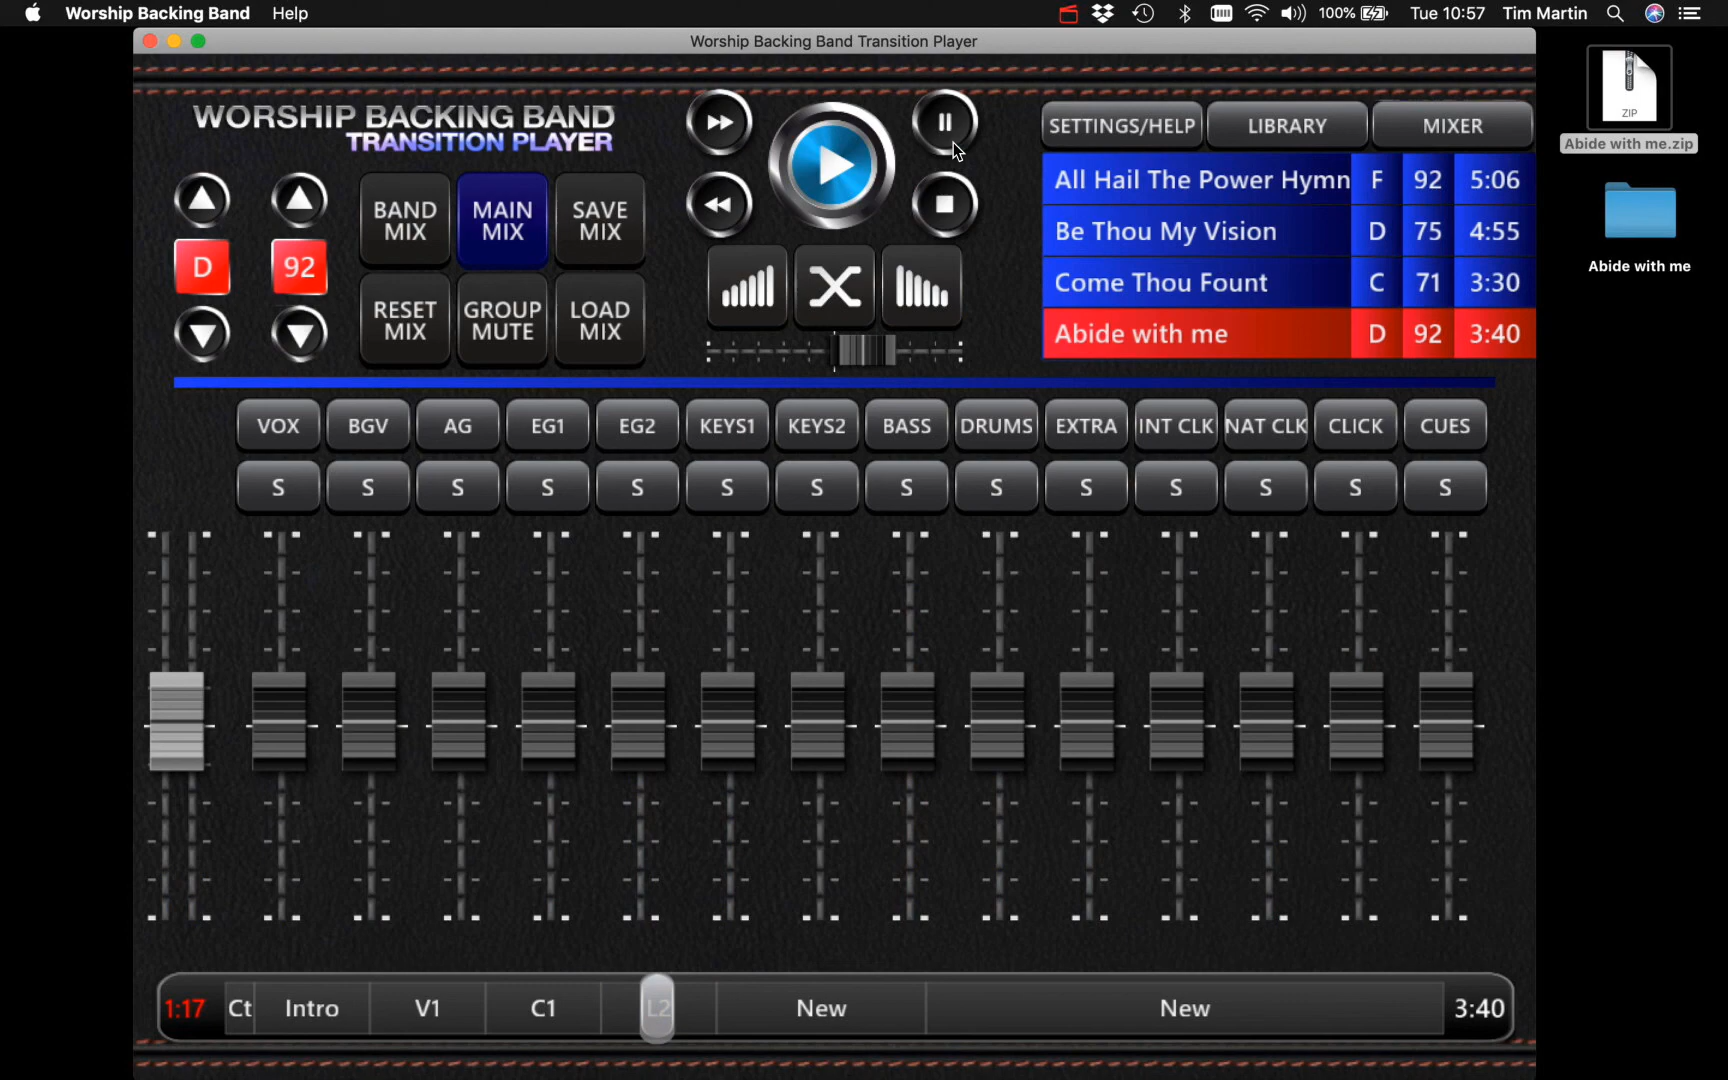 Worship Backing Band Help 100% Tue 10:57 Tim Martin
Worship Backing Band Transition Player
WORSHIP BACKING BAND
TRANSITION PLAYER
D 92
BAND MIX
MAIN MIX
SAVE MIX
RESET MIX
GROUP MUTE
LOAD MIX
SETTINGS/HELP LIBRARY MIXER
All Hail The Power Hymn F 92 5:06
Be Thou My Vision D 75 4:55
Come Thou Fount C 71 3:30
Abide with me D 92 3:40
ZIP
Abide with me.zip
Abide with me
VOX BGV AG EG1 EG2 KEYS1 KEYS2 BASS DRUMS EXTRA INT CLK NAT CLK CLICK CUES
S S S S S S S S S S S S S S
1:17 Ct Intro V1 C1 L2 New New 3:40